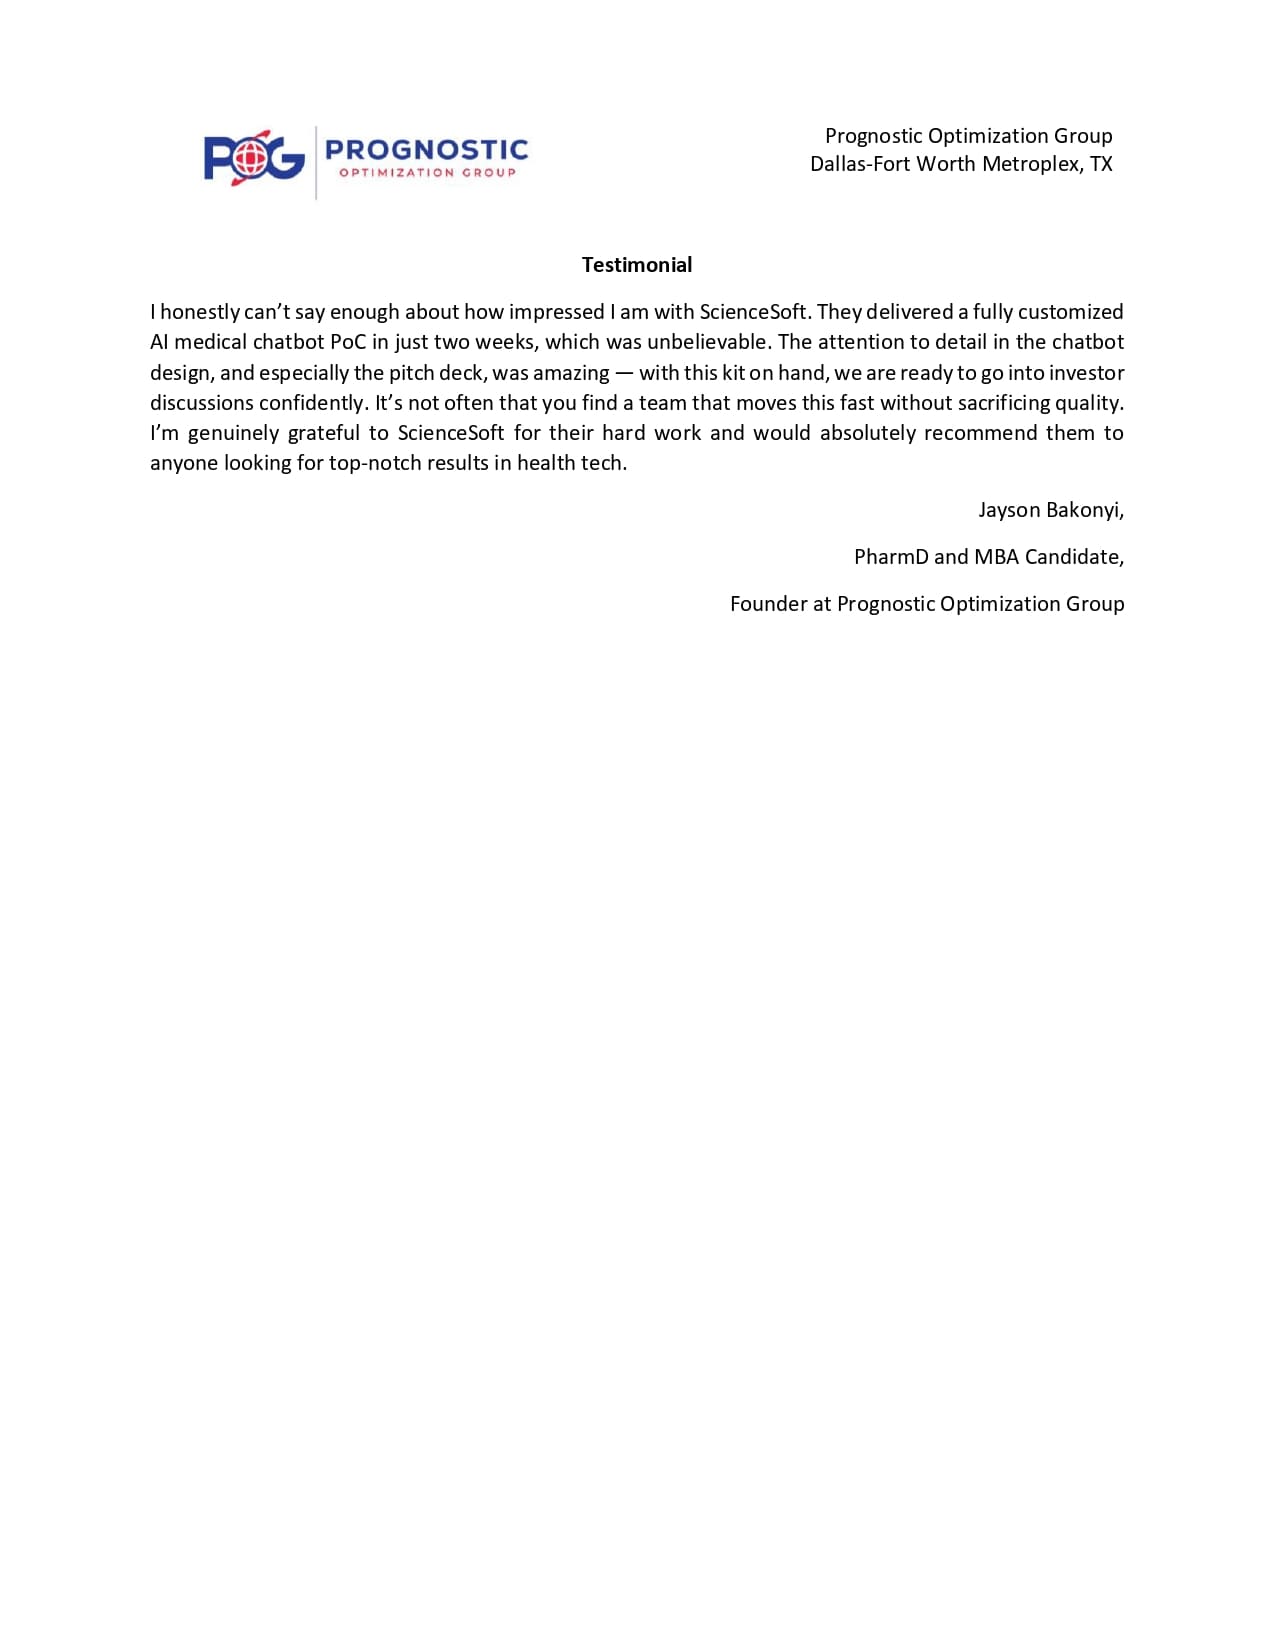 POG
PROGNOSTIC
OPTIMIZATION GROUP
Prognostic Optimization Group
Dallas-Fort Worth Metroplex, TX
Testimonial
I honestly can’t say enough about how impressed I am with ScienceSoft. They delivered a fully customized
AI medical chatbot PoC in just two weeks, which was unbelievable. The attention to detail in the chatbot
design, and especially the pitch deck, was amazing — with this kit on hand, we are ready to go into investor
discussions confidently. It’s not often that you find a team that moves this fast without sacrificing quality.
I’m genuinely grateful to ScienceSoft for their hard work and would absolutely recommend them to
anyone looking for top-notch results in health tech.
Jayson Bakonyi,
PharmD and MBA Candidate,
Founder at Prognostic Optimization Group